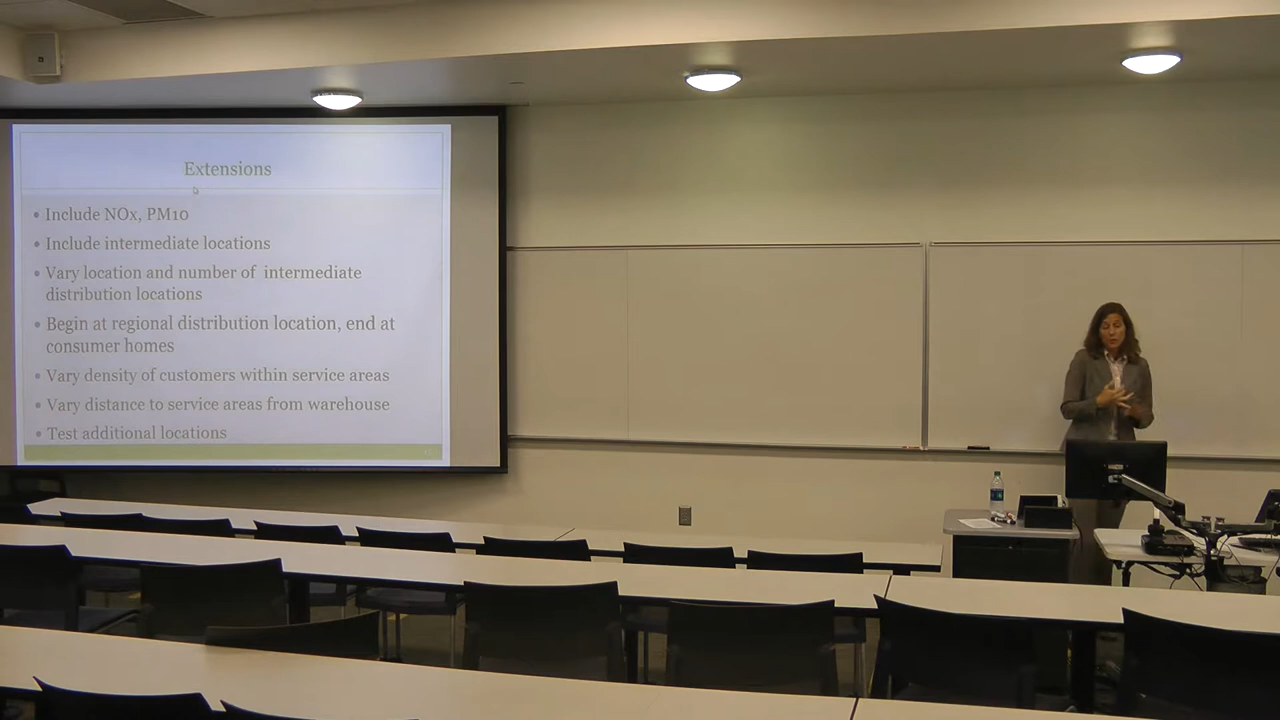 Extensions
• Include NOx, PM10
• Include intermediate locations
• Vary location and number of intermediate
distribution locations
• Begin at regional distribution location, end at
consumer homes
• Vary density of customers within service areas
• Vary distance to service areas from warehouse
• Test additional locations